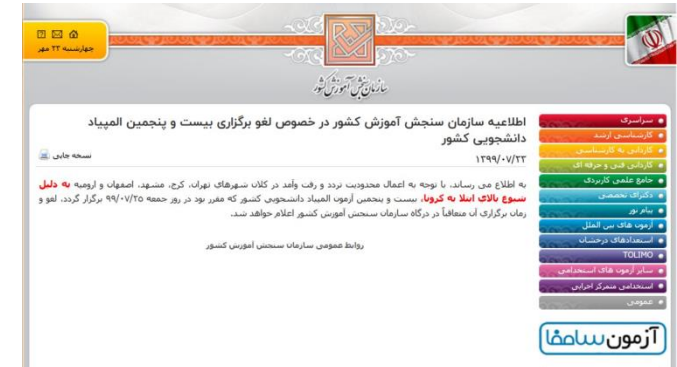 چهارشنبه ۲۳ مهر
سازمان سنجش آموزش کشور
اطلاعیه سازمان سنجش آموزش کشور در خصوص لغو برگزاری بیست و پنجمین المپیاد
دانشجویی کشور
۱۳۹۹/۰۷/۲۳
نسخه چاپی
به اطلاع می رساند، با توجه به اعمال محدودیت تردد و رفت وآمد در کلان شهرهای تهران، کرج، مشهد، اصفهان و ارومیه به دلیل
شیوع بالای ابتلا به کرونا، بیست و پنجمین آزمون المپیاد دانشجویی کشور که مقرر بود در روز جمعه ۹۹/۰۷/۲۵ برگزار گردد، لغو و
زمان برگزاری آن متعاقباً در درگاه سازمان سنجش آموزش کشور اعلام خواهد شد.
روابط عمومی سازمان سنجش آموزش کشور
سراسری
کارشناسی ارشد
کاردانی به کارشناسی
کاردانی فنی و حرفه ای
جامع علمی کاربردی
دکترای تخصصی
پیام نور
آزمون های بین الملل
استعدادهای درخشان
TOLIMO
سایر آزمون های استخدامی
استخدامی متمرکز اجرایی
عمومی
آزمون سامفا